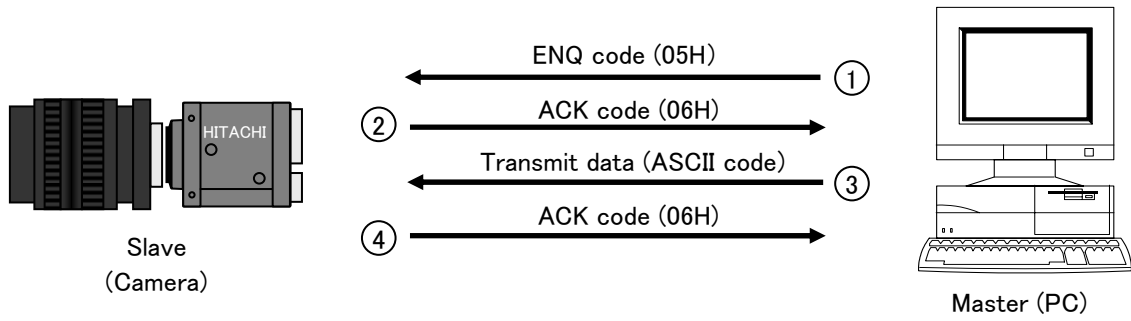 ENQ code (05H)
①
② ACK code (06H)
HITACHI
Transmit data (ASCII code)
③
④ ACK code (06H)
Slave
(Camera)
Master (PC)